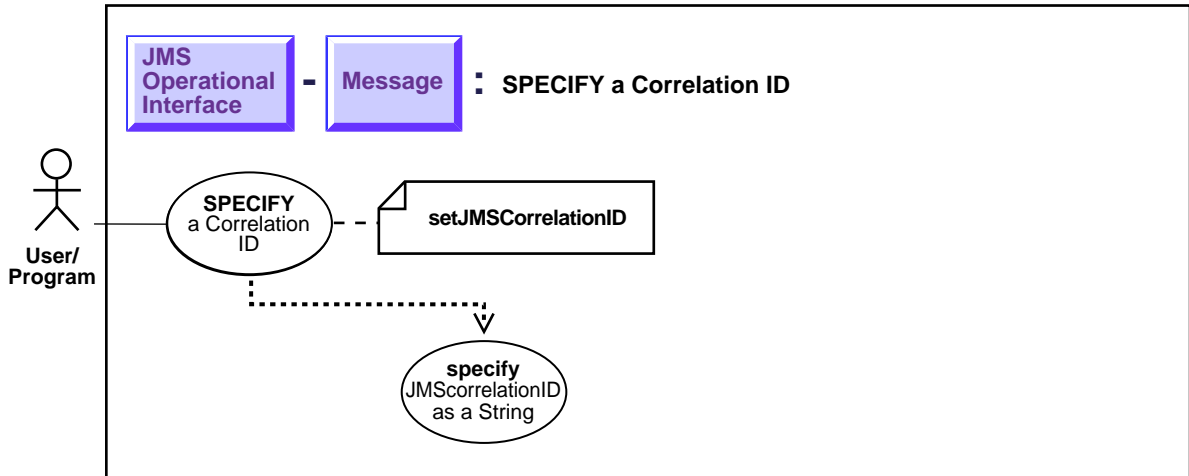 JMS
Operational
Interface
-
Message
: SPECIFY a Correlation ID
SPECIFY
a Correlation
ID
setJMSCorrelationID
User/
Program
specify
JMScorrelationID
as a String